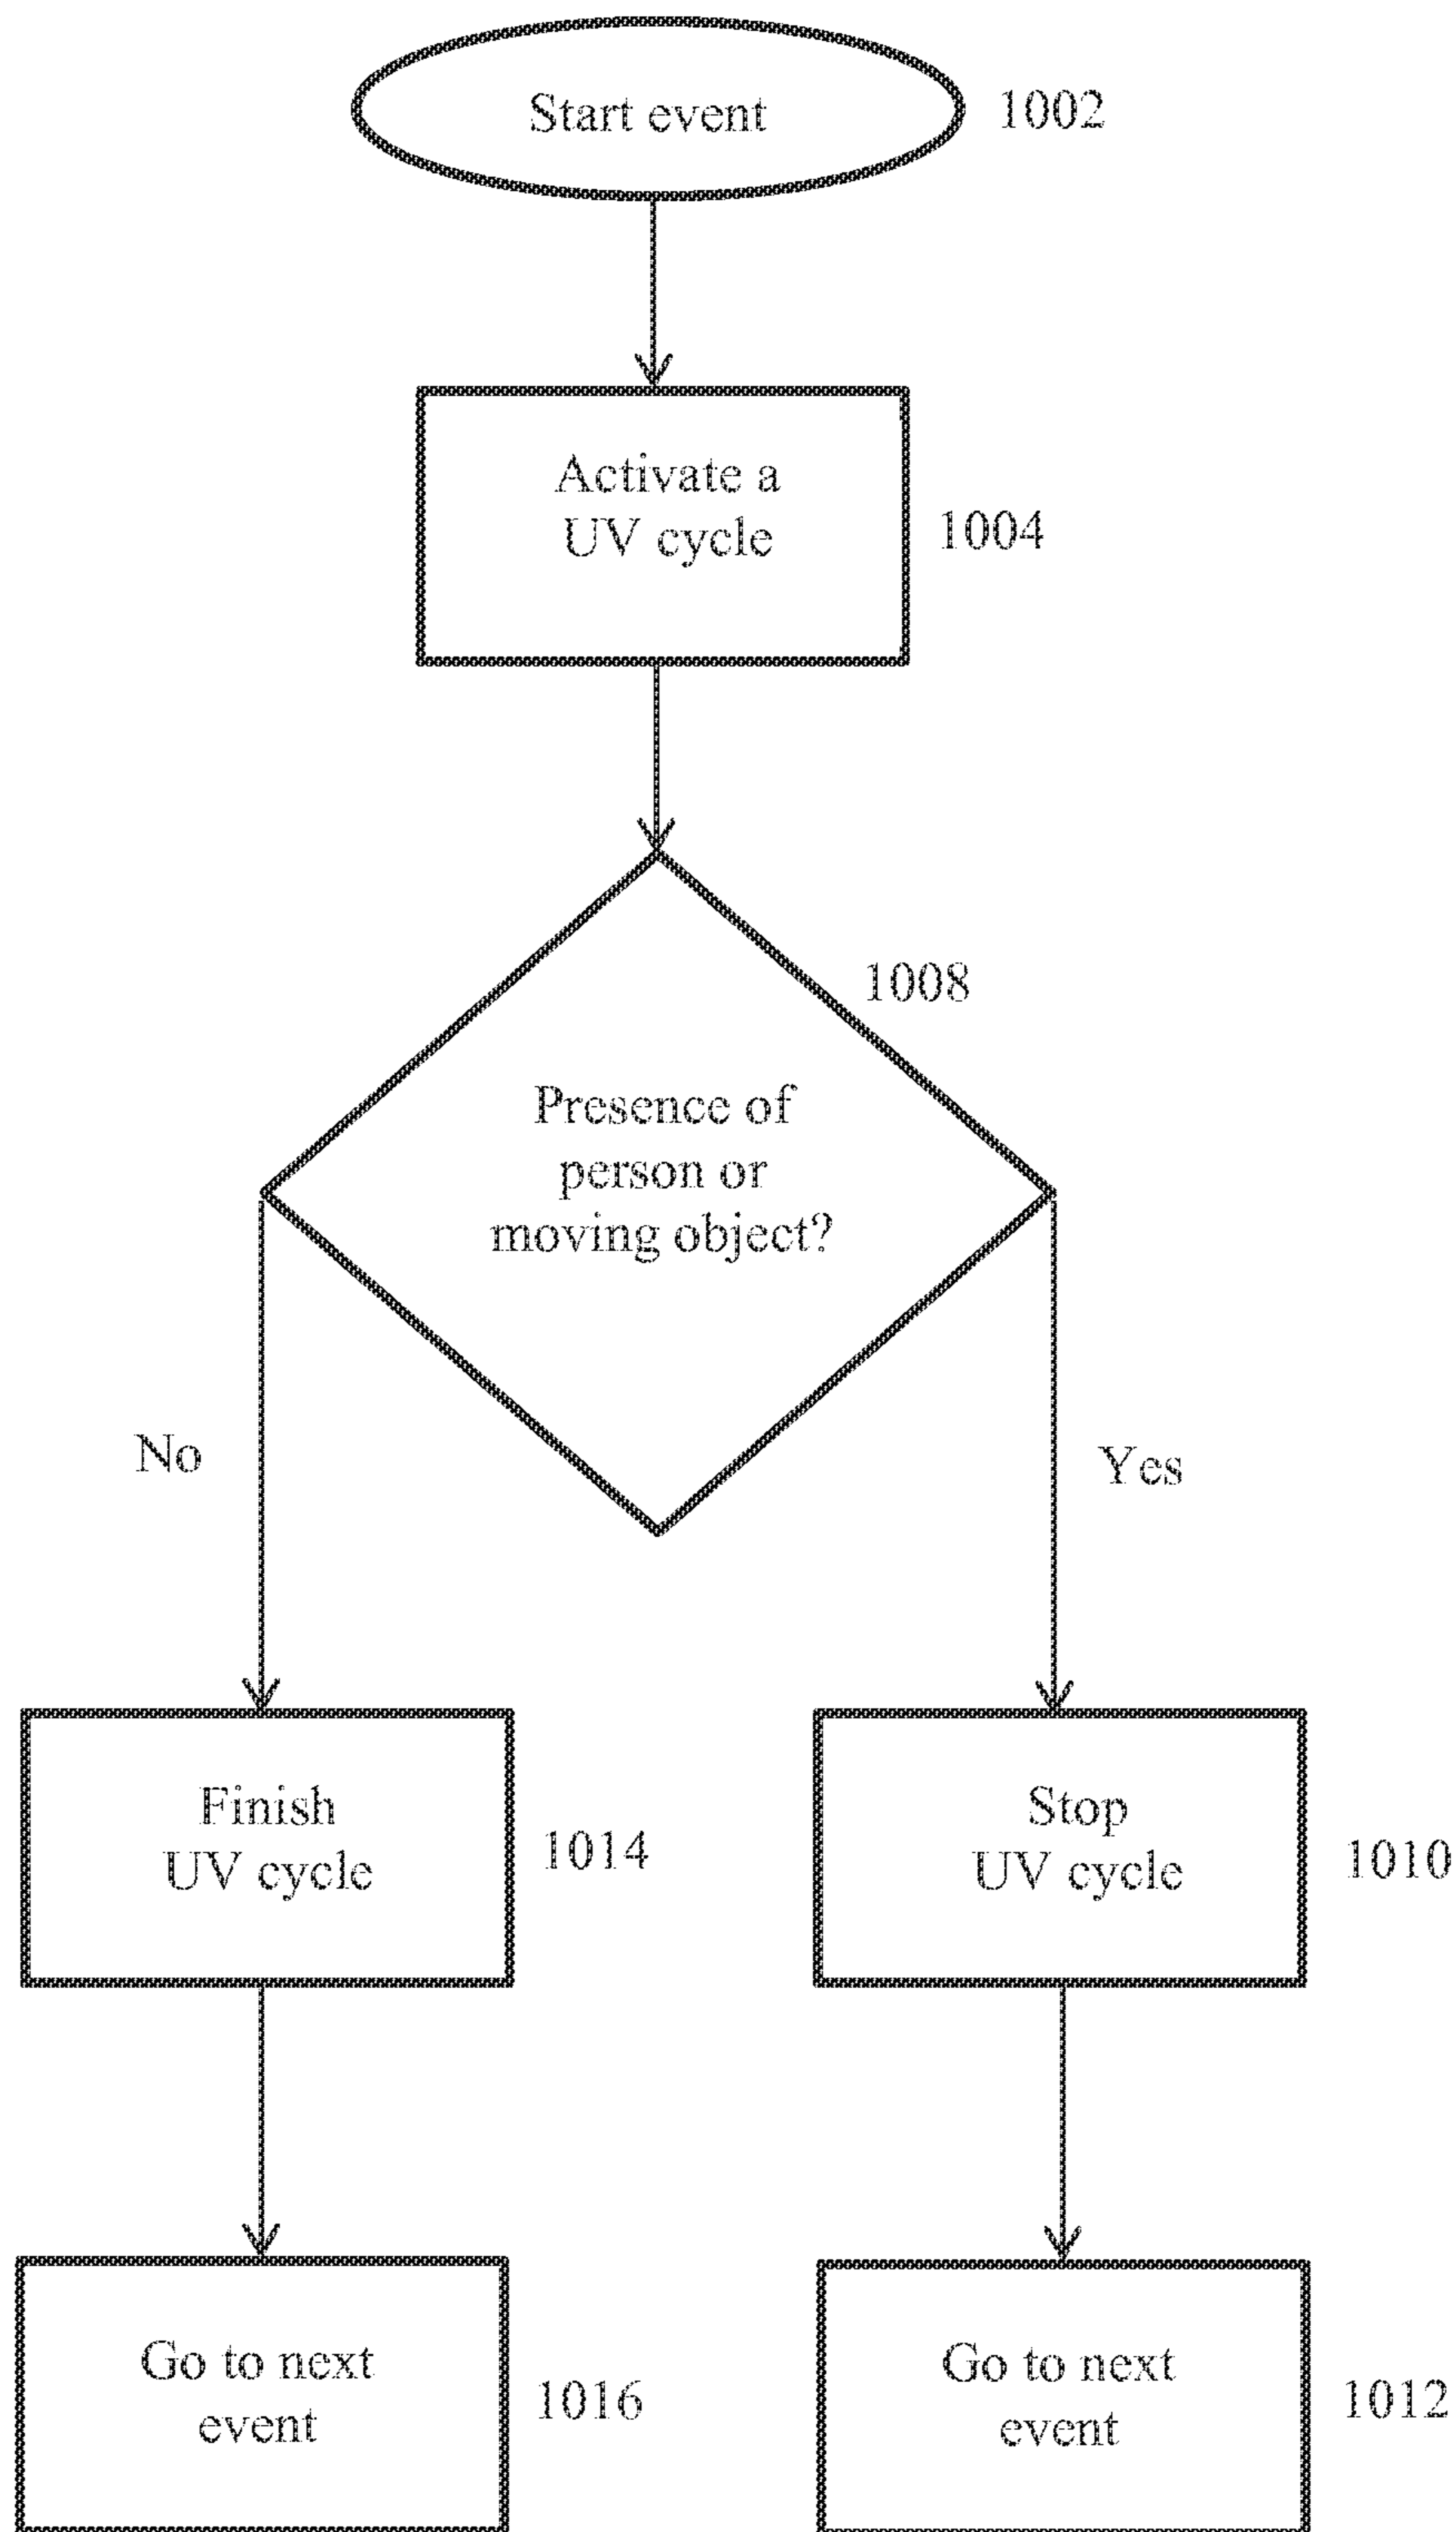 Start event
1002
Activate a
UV cycle
1004
1008
Presence of
person or
moving object?
No
Yes
Finish
UV cycle
1014
Stop
UV cycle
1010
Go to next
event
1016
Go to next
event
1012